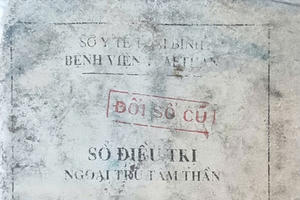 SỞ Y TẾ BÌNH
BỆNH VIỆN
ĐỔI SỔ CŨ
SỔ ĐIỀU TRỊ
NGOẠI TRÚ TÂM THẦN